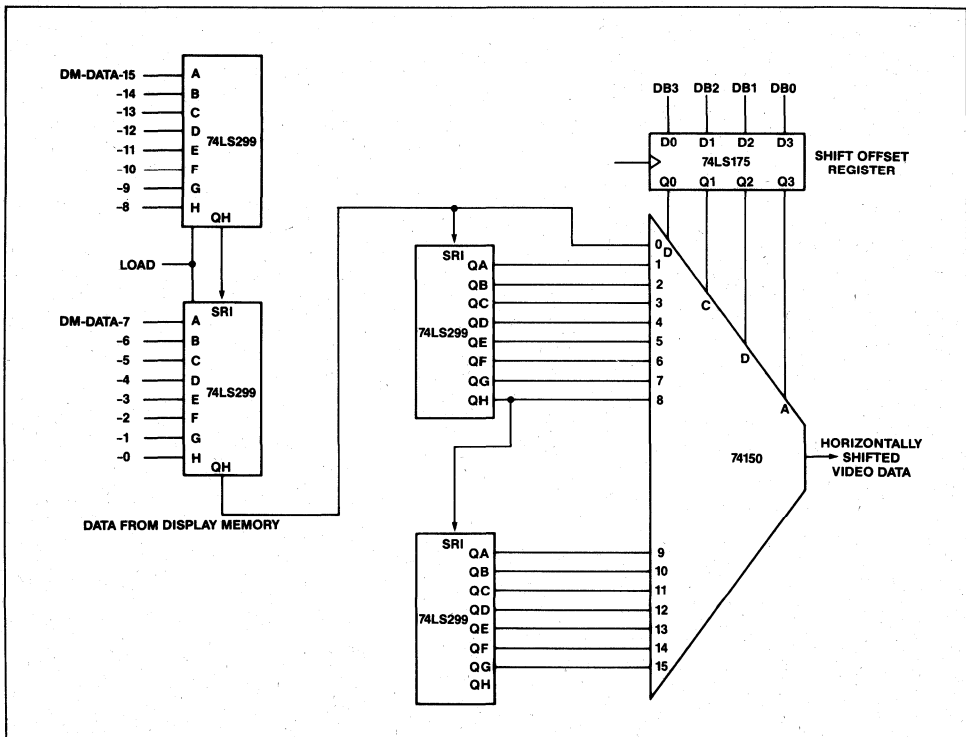 DM-DATA-15
-14
-13
-12
-11
-10
-9
-8
A
B
C
D
E
F
G
H
74LS299
QH
LOAD
DM-DATA-7
-6
-5
-4
-3
-2
-1
-0
SRI
A
B
C
D
E
F
G
H
74LS299
QH
DATA FROM DISPLAY MEMORY
SRI
74LS299
QA
QB
QC
QD
QE
QF
QG
QH
SRI
74LS299
QA
QB
QC
QD
QE
QF
QG
QH
DB3 DB2 DB1 DB0
D0 D1 D2 D3
74LS175
Q0 Q1 Q2 Q3
SHIFT OFFSET
REGISTER
0
1
2
3
4
5
6
7
8
9
10
11
12
13
14
15
D
C
D
A
74150
HORIZONTALLY
SHIFTED
VIDEO DATA